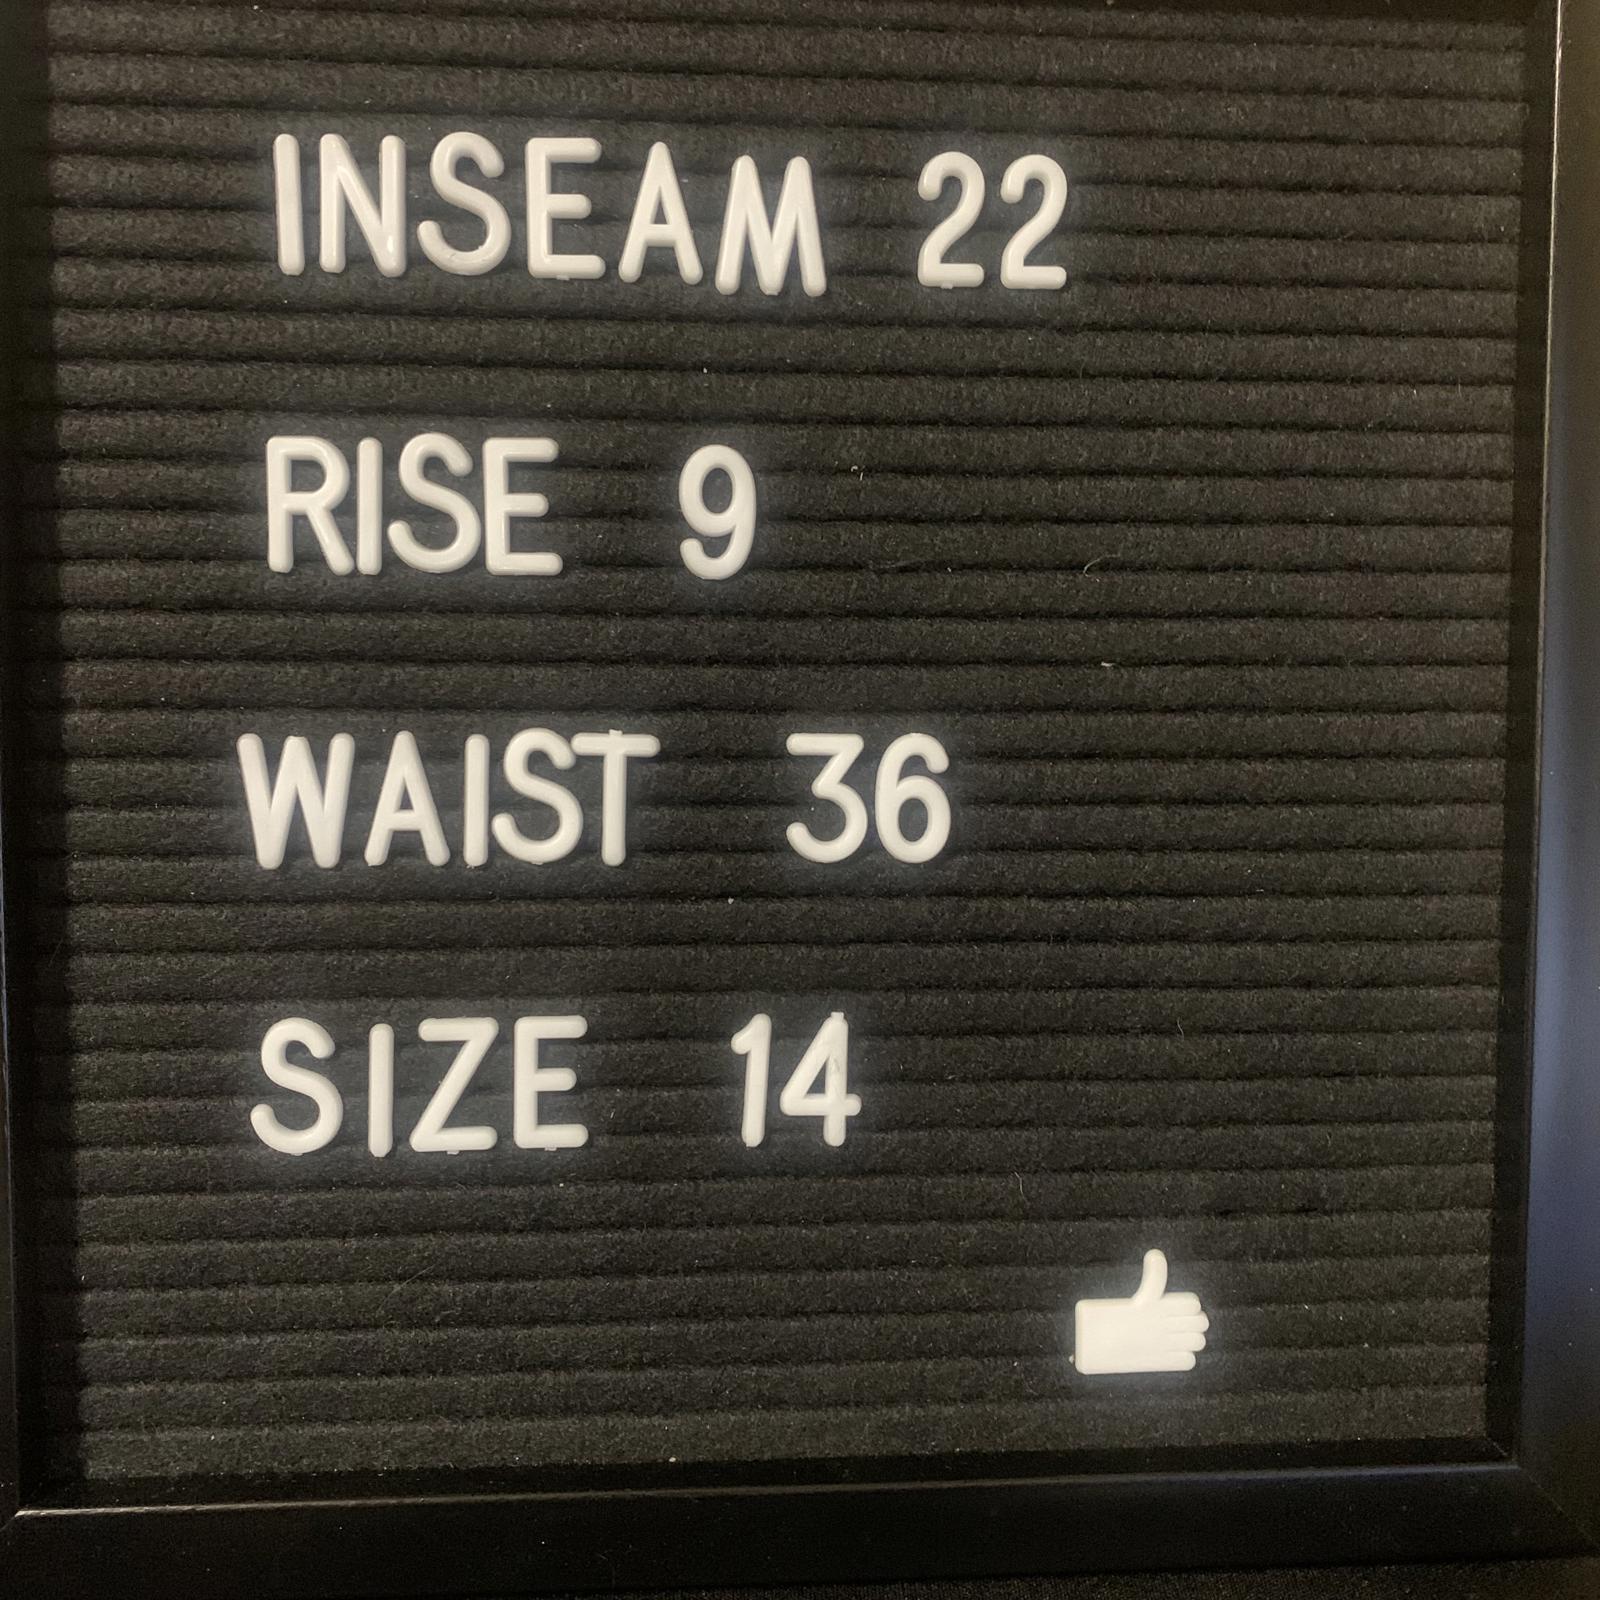 INSEAM 22
RISE 9
WAIST 36
SIZE 14